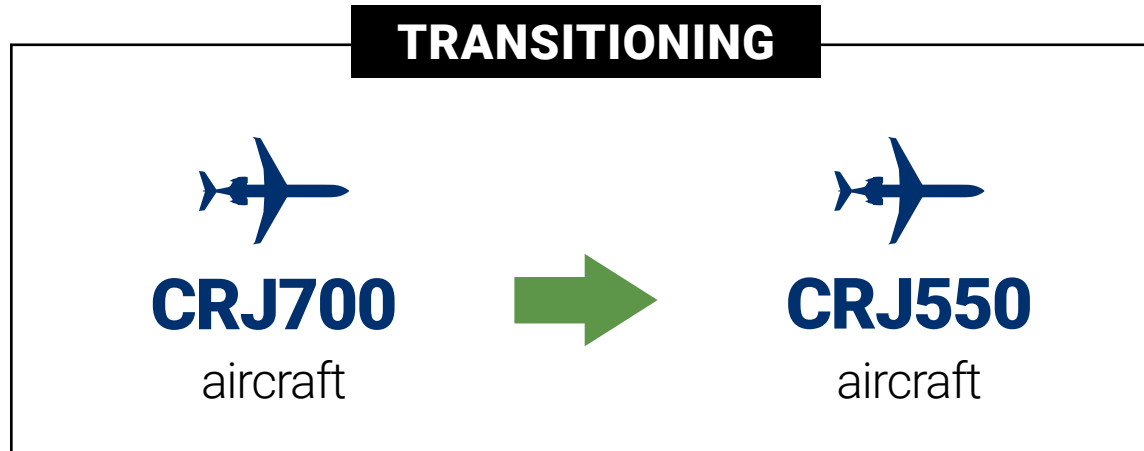 TRANSITIONING
CRJ700
aircraft
CRJ550
aircraft